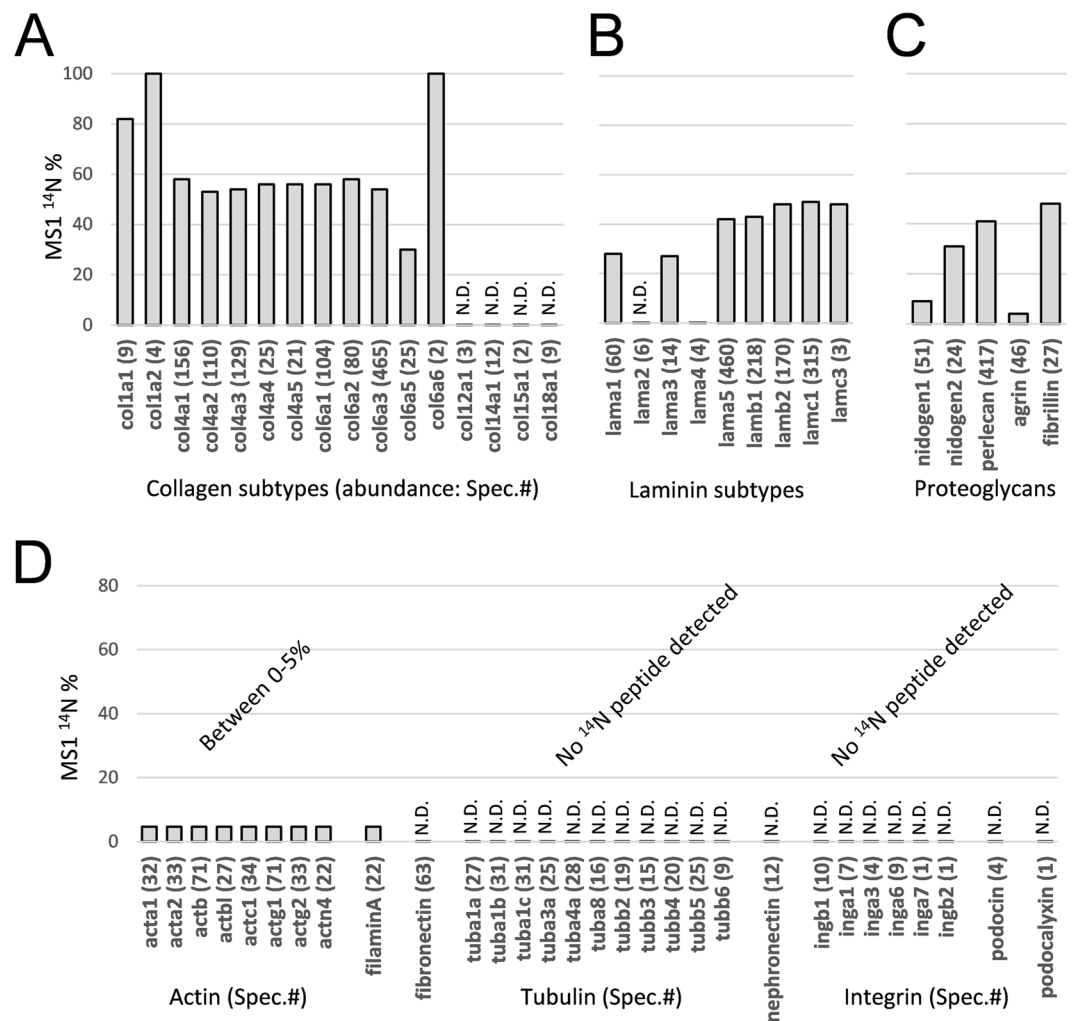 A
B
C
MS1 ¹⁴N %
100
80
60
40
20
0
N.D. N.D. N.D. N.D.
N.D.
col1a1 (9)
col1a2 (4)
col4a1 (156)
col4a2 (110)
col4a3 (129)
col4a4 (25)
col4a5 (21)
col6a1 (104)
col6a2 (80)
col6a3 (465)
col6a5 (25)
col6a6 (2)
col12a1 (3)
col14a1 (12)
col15a1 (2)
col18a1 (9)
Collagen subtypes (abundance: Spec.#)
lama1 (60)
lama2 (6)
lama3 (14)
lama4 (4)
lama5 (460)
lamb1 (218)
lamb2 (170)
lamc1 (315)
lamc3 (3)
Laminin subtypes
nidogen1 (51)
nidogen2 (24)
perlecan (417)
agrin (46)
fibrillin (27)
Proteoglycans
D
MS1 ¹⁴N %
80
60
40
20
0
Between 0-5%
No ¹⁴N peptide detected
No ¹⁴N peptide detected
N.D.
N.D. N.D. N.D. N.D. N.D. N.D. N.D. N.D. N.D. N.D. N.D.
N.D.
N.D. N.D. N.D. N.D. N.D. N.D.
N.D.
N.D.
acta1 (32)
acta2 (33)
actb (71)
actbl (27)
actc1 (34)
actg1 (71)
actg2 (33)
actn4 (22)
Actin (Spec.#)
filaminA (22)
fibronectin (63)
tuba1a (27)
tuba1b (31)
tuba1c (31)
tuba3a (25)
tuba4a (28)
tuba8 (16)
tubb2 (19)
tubb3 (15)
tubb4 (20)
tubb5 (25)
tubb6 (9)
Tubulin (Spec.#)
nephronectin (12)
ingb1 (10)
inga1 (7)
inga3 (4)
inga6 (9)
inga7 (1)
ingb2 (1)
Integrin (Spec.#)
podocin (4)
podocalyxin (1)